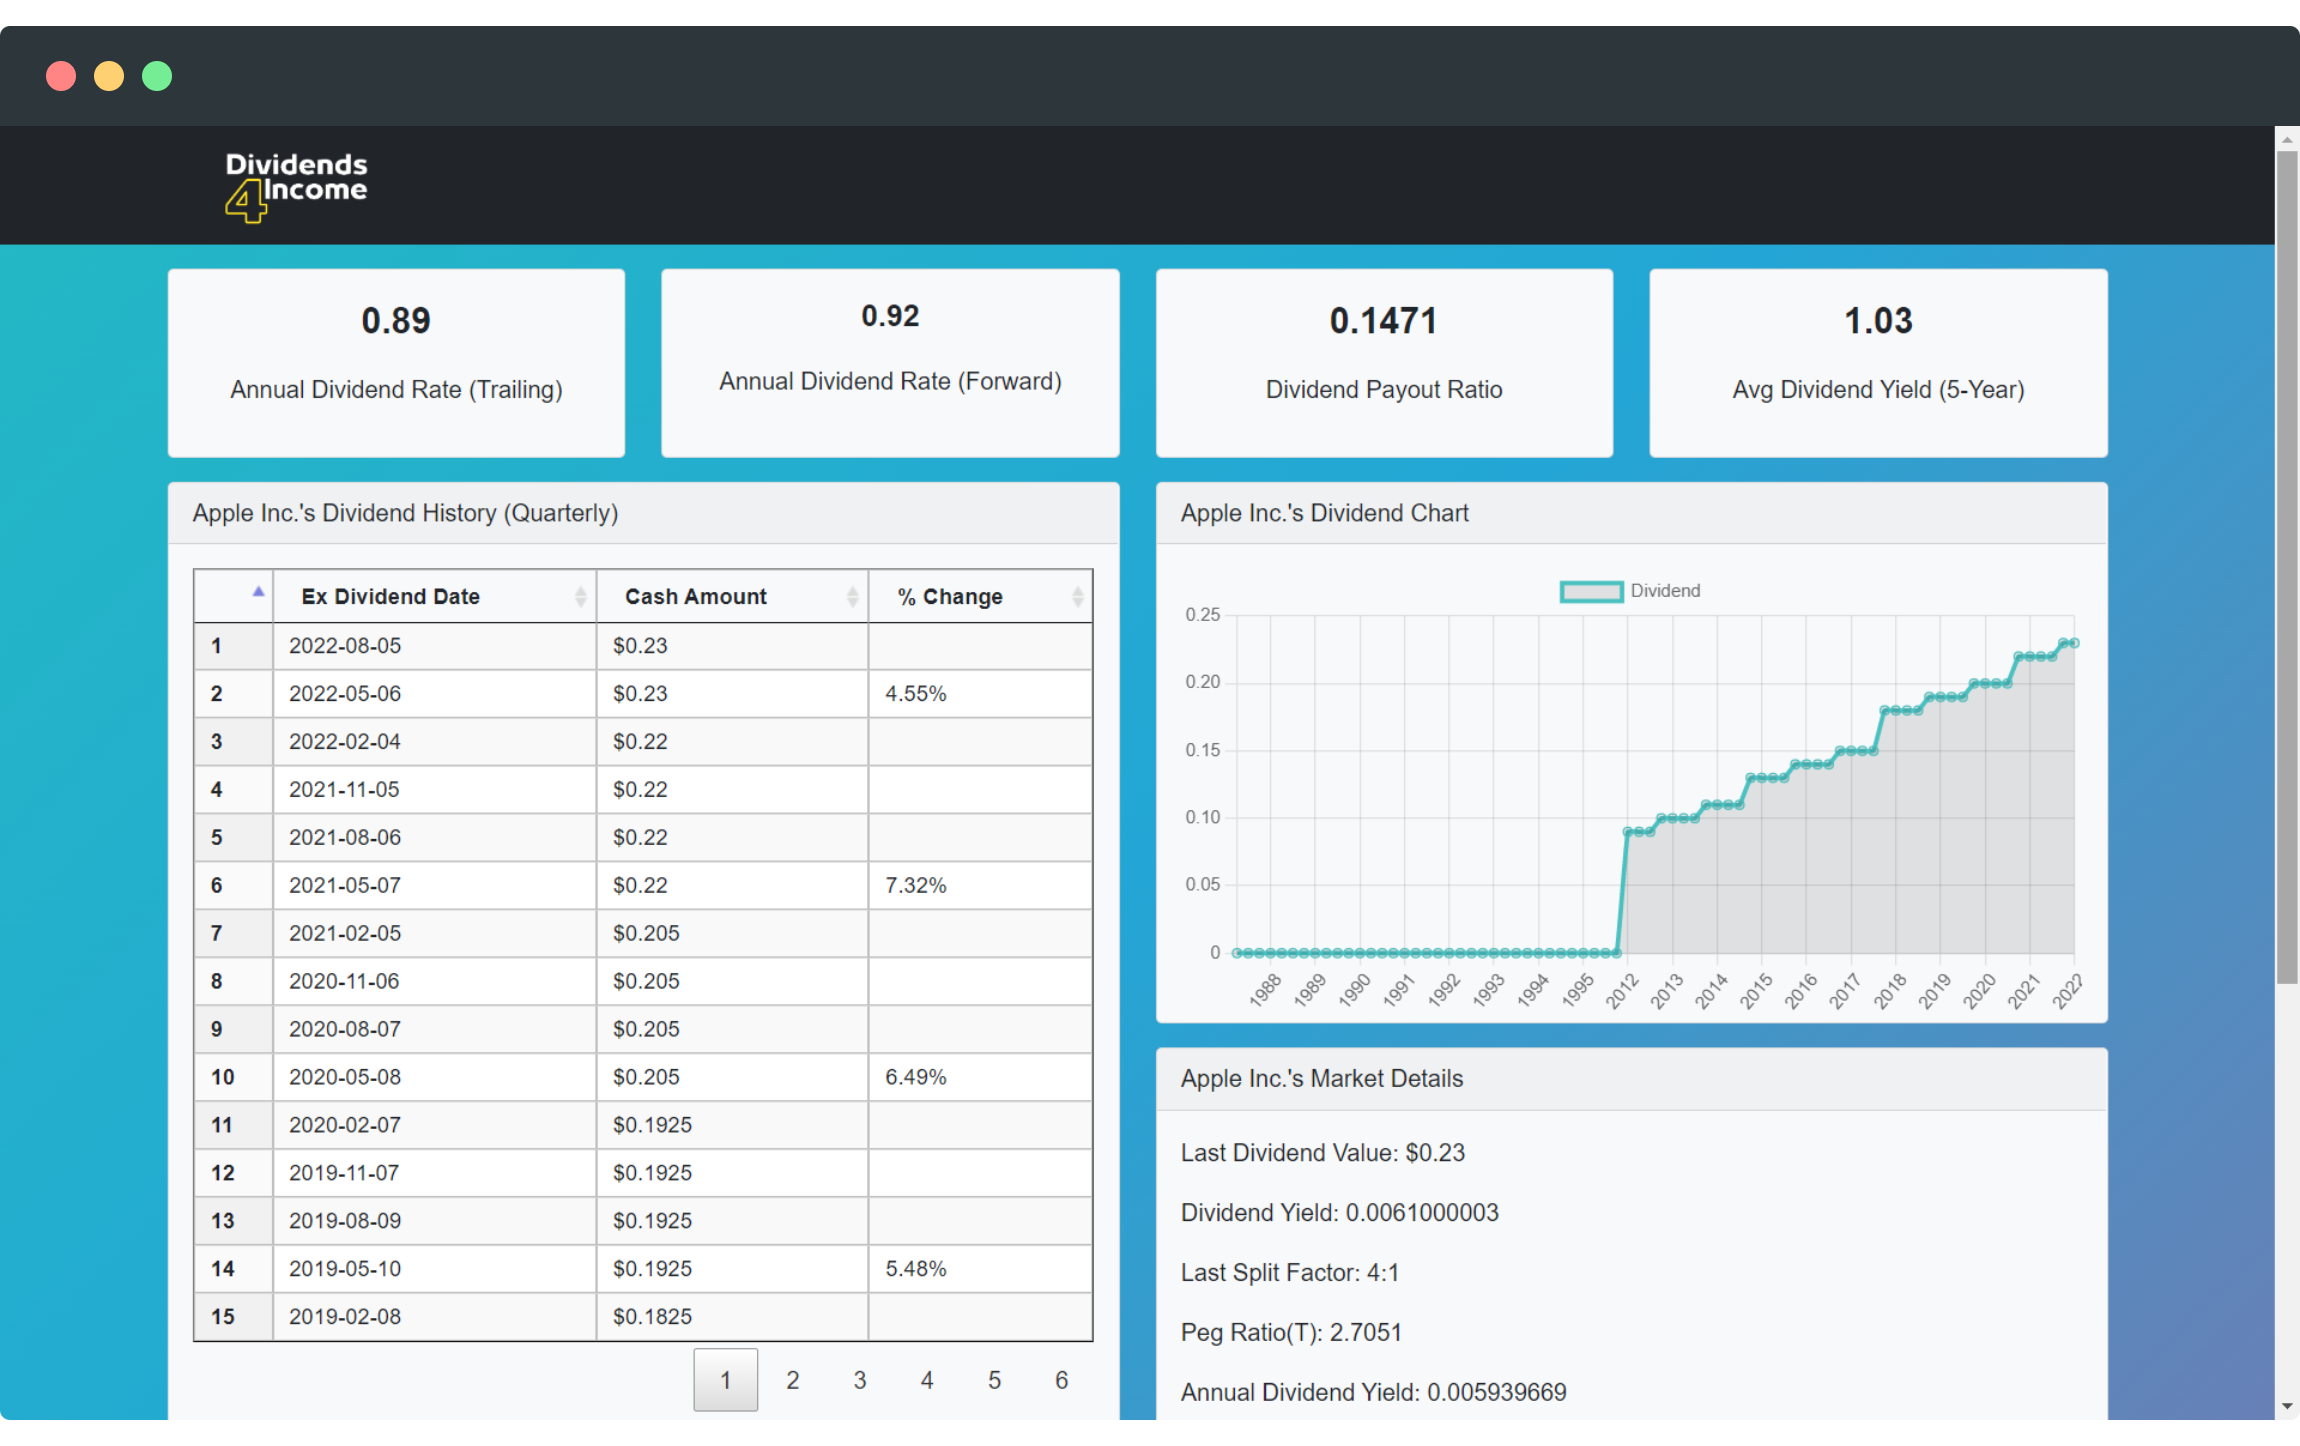 Dividends
4Income
0.89
Annual Dividend Rate (Trailing)
0.92
Annual Dividend Rate (Forward)
0.1471
Dividend Payout Ratio
1.03
Avg Dividend Yield (5-Year)
Apple Inc.'s Dividend History (Quarterly)
Ex Dividend Date Cash Amount % Change
1 2022-08-05 $0.23
2 2022-05-06 $0.23 4.55%
3 2022-02-04 $0.22
4 2021-11-05 $0.22
5 2021-08-06 $0.22
6 2021-05-07 $0.22 7.32%
7 2021-02-05 $0.205
8 2020-11-06 $0.205
9 2020-08-07 $0.205
10 2020-05-08 $0.205 6.49%
11 2020-02-07 $0.1925
12 2019-11-07 $0.1925
13 2019-08-09 $0.1925
14 2019-05-10 $0.1925 5.48%
15 2019-02-08 $0.1825
1 2 3 4 5 6
Apple Inc.'s Dividend Chart
Dividend
0.25
0.20
0.15
0.10
0.05
0
1988 1989 1990 1991 1992 1993 1994 1995 2012 2013 2014 2015 2016 2017 2018 2019 2020 2021 2022
Apple Inc.'s Market Details
Last Dividend Value: $0.23
Dividend Yield: 0.0061000003
Last Split Factor: 4:1
Peg Ratio(T): 2.7051
Annual Dividend Yield: 0.005939669